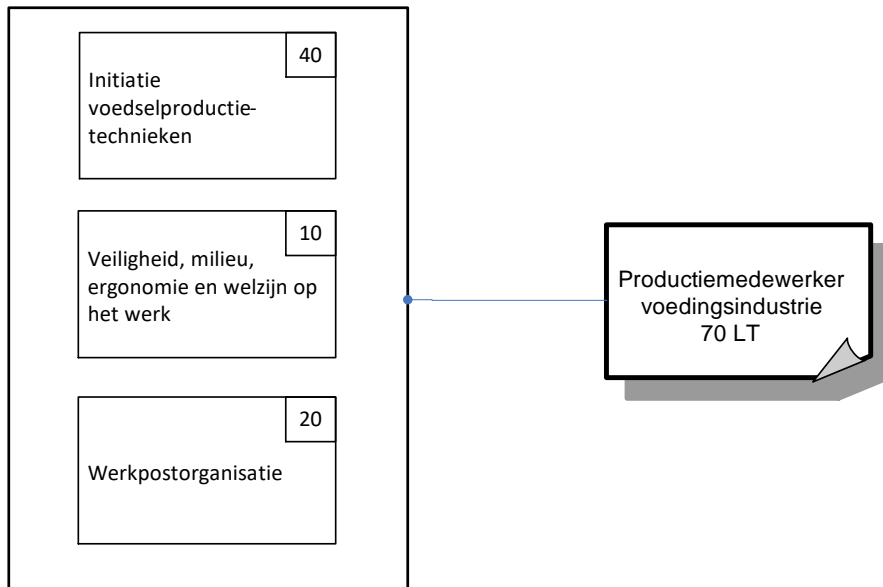 40
Initiatie
voedselproductie-
technieken
10
Veiligheid, milieu,
ergonomie en welzijn op
het werk
20
Werkpostorganisatie
Productiemedewerker
voedingsindustrie
70 LT